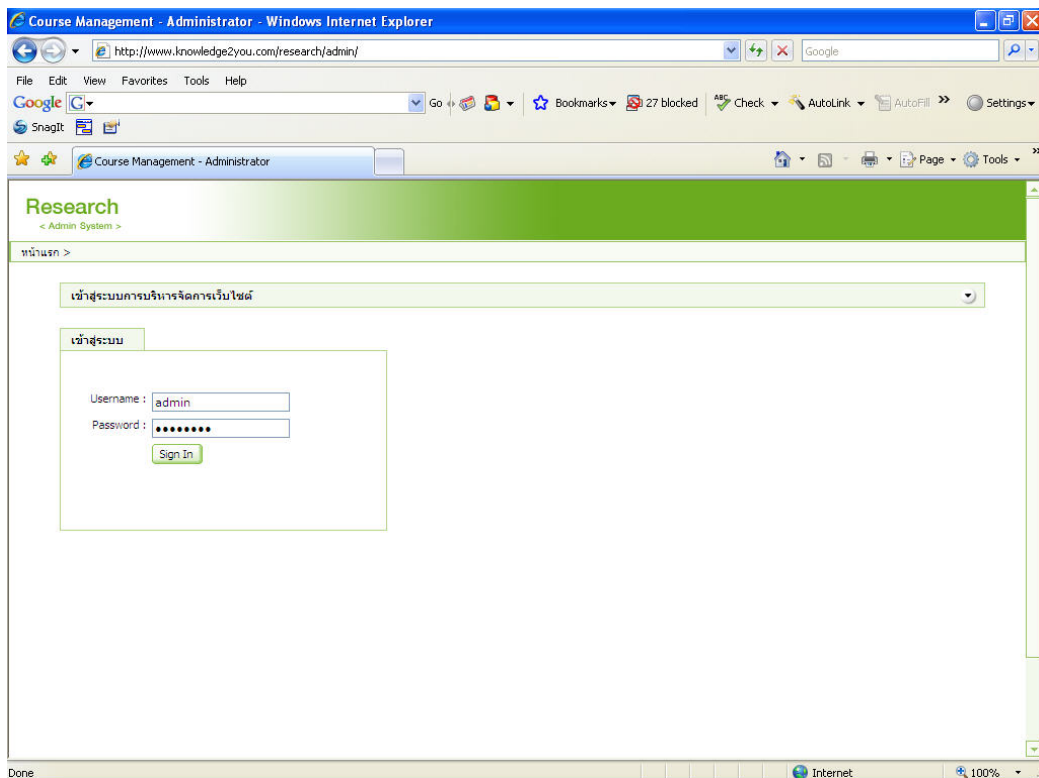 Course Management - Administrator - Windows Internet Explorer
http://www.knowledge2you.com/research/admin/
Google
File Edit View Favorites Tools Help
Google G Go Bookmarks 27 blocked ABC Check AutoLink AutoFill » Settings
SnagIt
Course Management - Administrator
Page Tools »
Research
< Admin System >
หน้าแรก >
เข้าสู่ระบบการบริหารจัดการเว็บไซต์
เข้าสู่ระบบ
Username : admin
Password : ••••••••
Sign In
Done Internet 100%